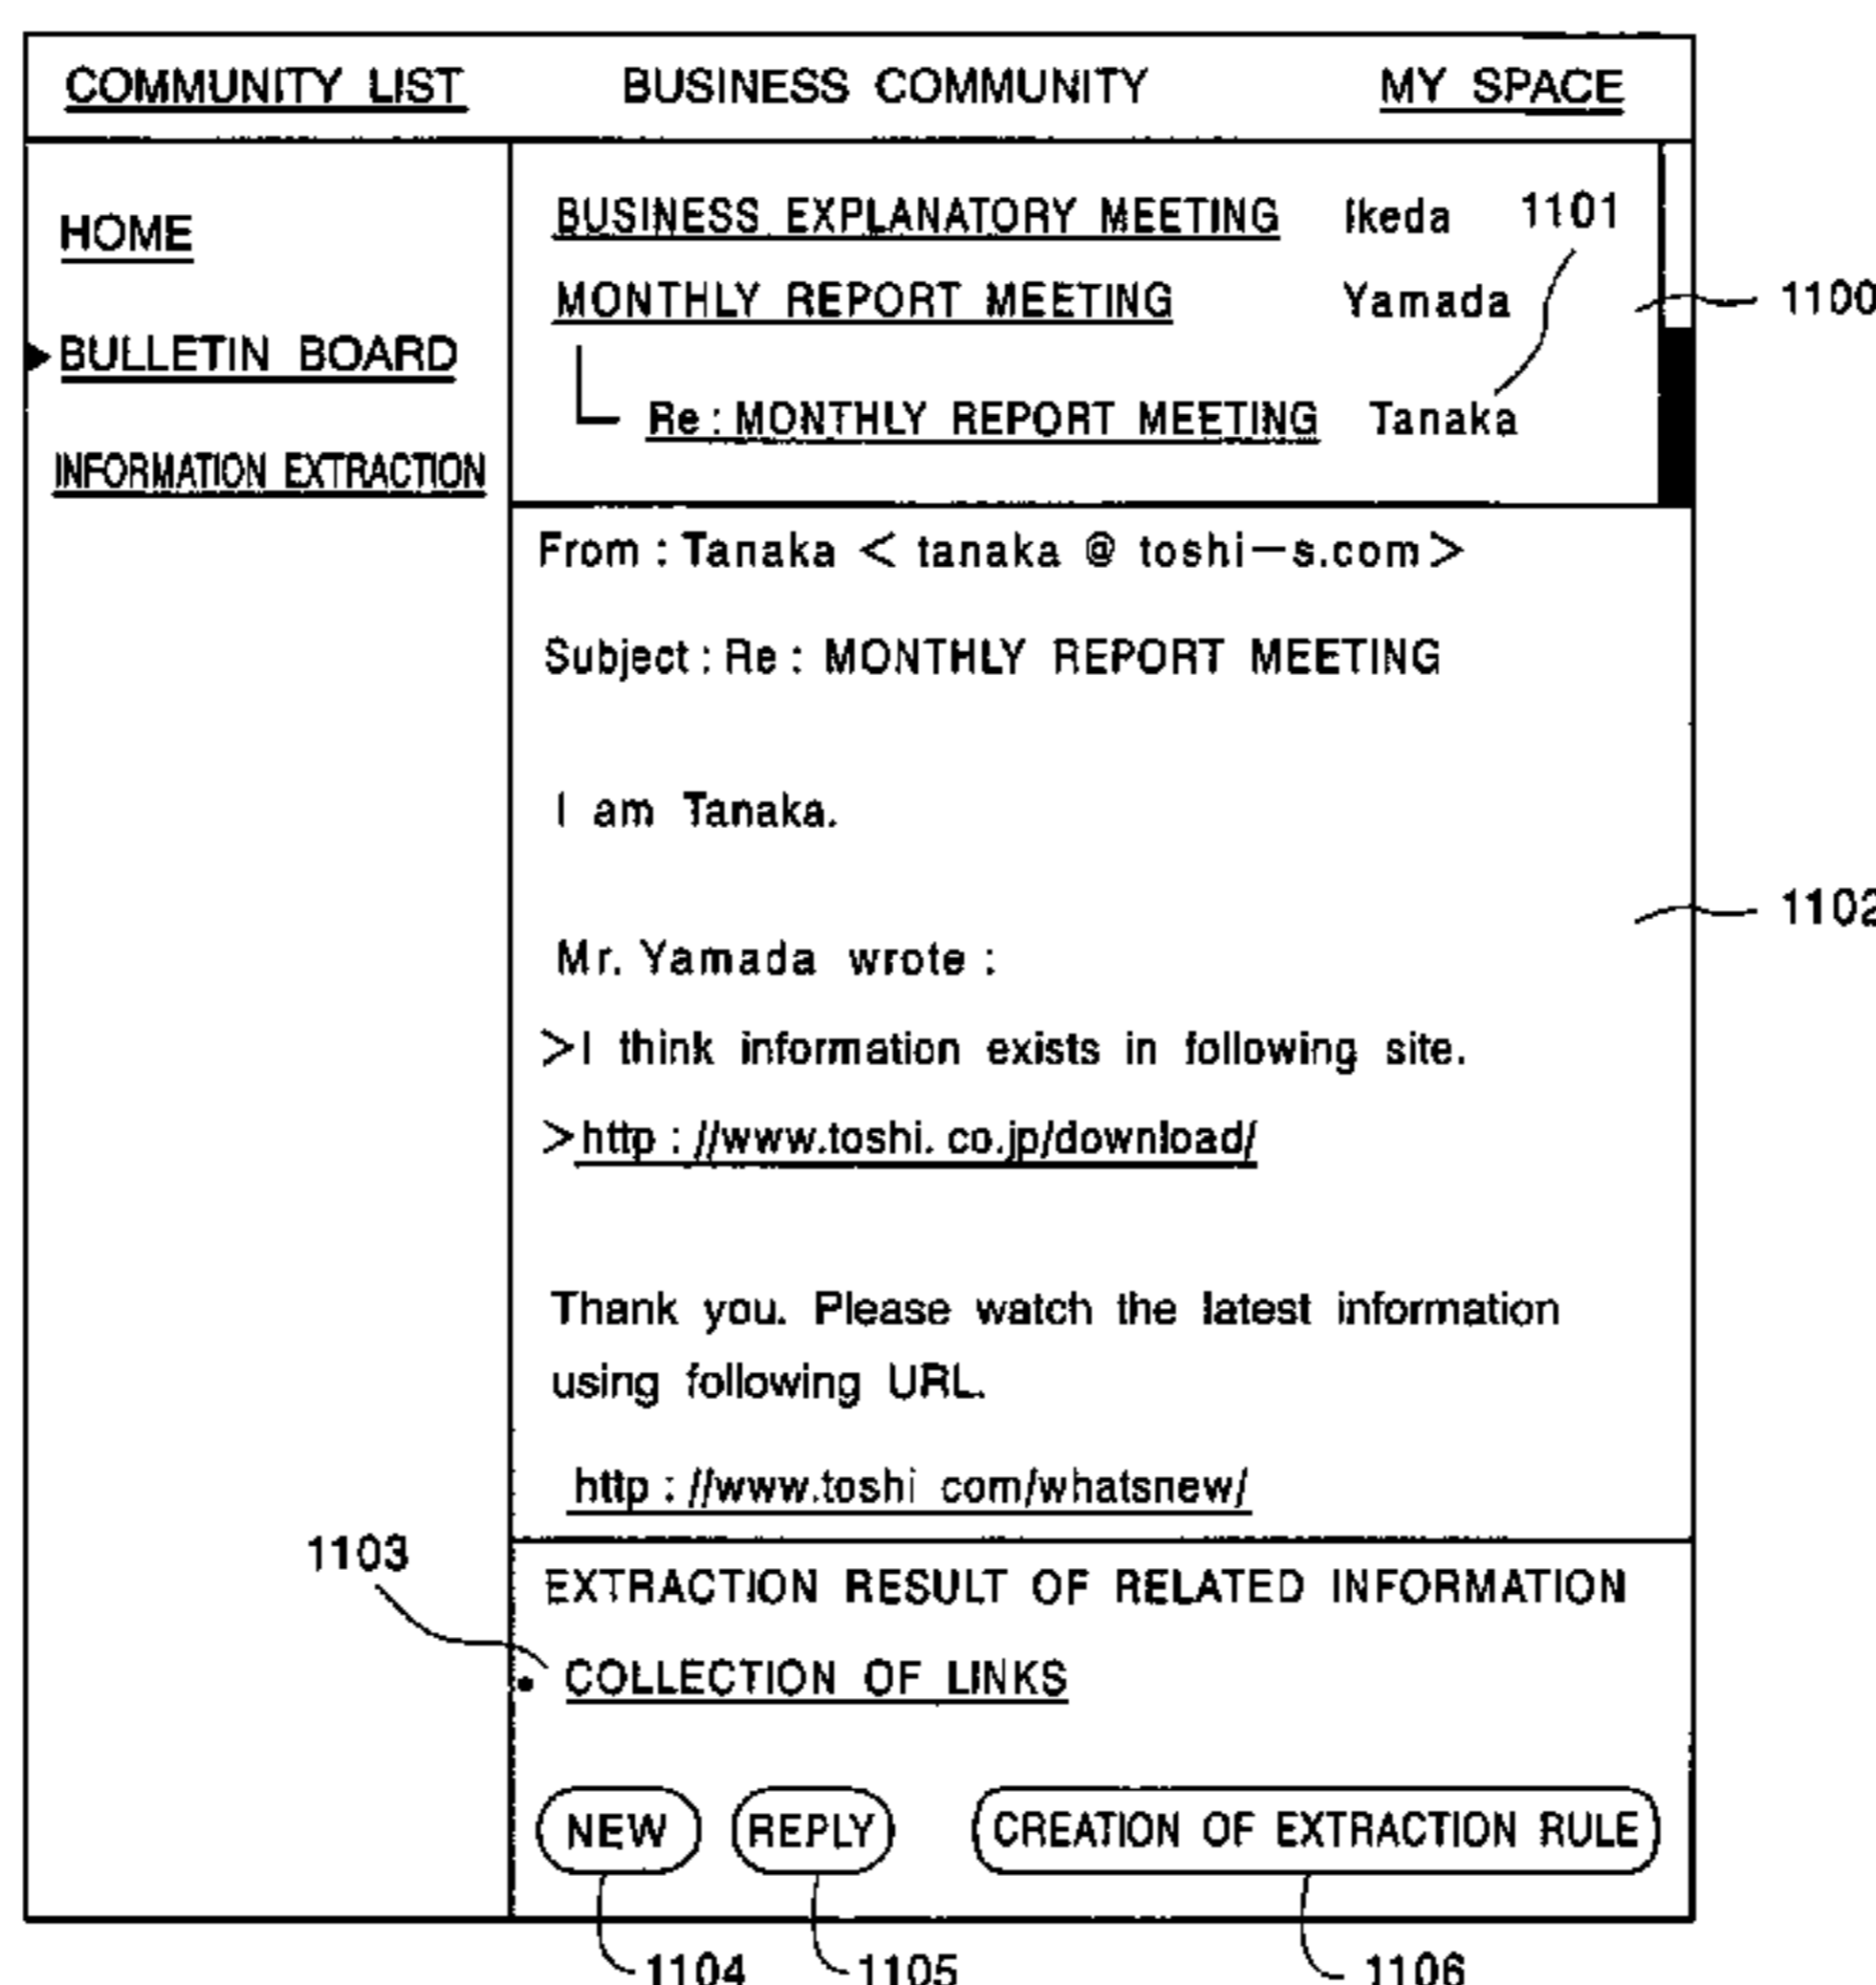 COMMUNITY LIST BUSINESS COMMUNITY MY SPACE
HOME
BULLETIN BOARD
INFORMATION EXTRACTION
BUSINESS EXPLANATORY MEETING Ikeda 1101
MONTHLY REPORT MEETING Yamada 1100
Re : MONTHLY REPORT MEETING Tanaka
From : Tanaka < tanaka @ toshi-s.com>
Subject : Re : MONTHLY REPORT MEETING
I am Tanaka.
1102
Mr. Yamada wrote :
>I think information exists in following site.
>http : //www.toshi. co.jp/download/
Thank you. Please watch the latest information
using following URL.
http : //www.toshi com/whatsnew/
1103
EXTRACTION RESULT OF RELATED INFORMATION
• COLLECTION OF LINKS
NEW REPLY CREATION OF EXTRACTION RULE
1104 1105 1106